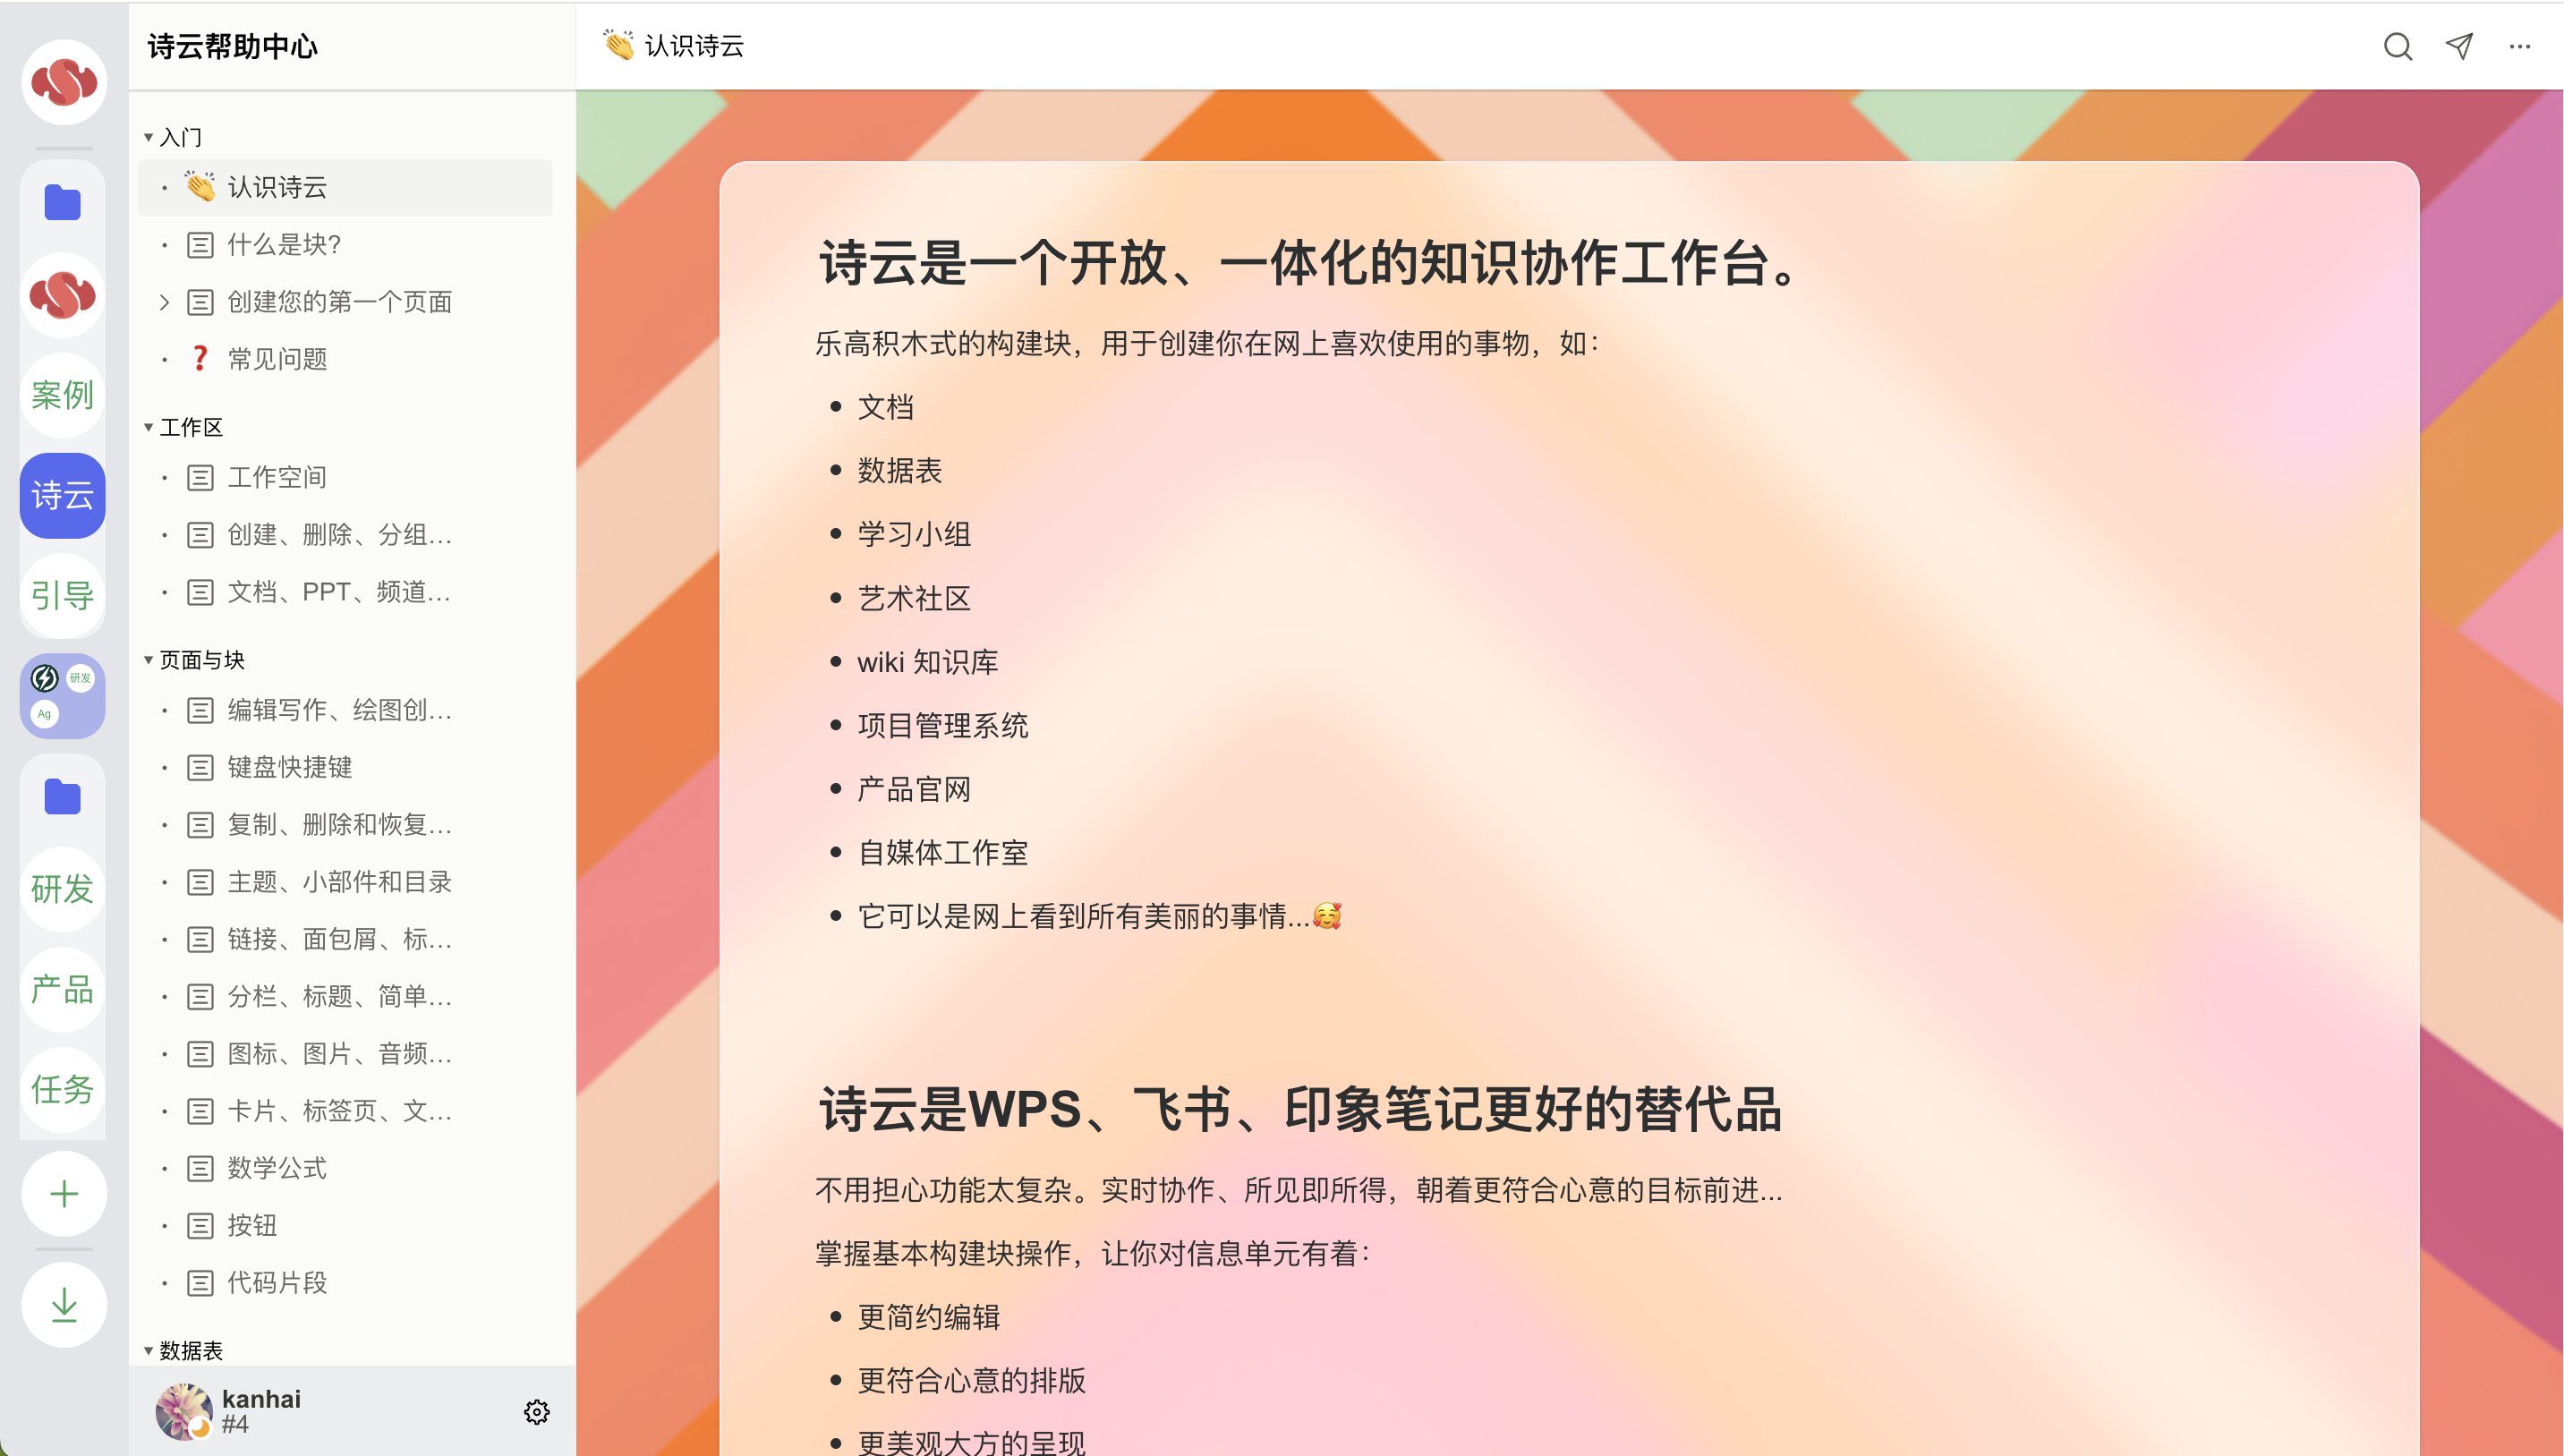 案例
诗云
引导
研发
Ag
研发
产品
任务
诗云帮助中心
入门
认识诗云
什么是块?
创建您的第一个页面
常见问题
工作区
工作空间
创建、删除、分组...
文档、PPT、频道...
页面与块
编辑写作、绘图创...
键盘快捷键
复制、删除和恢复...
主题、小部件和目录
链接、面包屑、标...
分栏、标题、简单...
图标、图片、音频...
卡片、标签页、文...
数学公式
按钮
代码片段
数据表
kanhai
#4
认识诗云
诗云是一个开放、一体化的知识协作工作台。
乐高积木式的构建块，用于创建你在网上喜欢使用的事物，如：
文档
数据表
学习小组
艺术社区
wiki 知识库
项目管理系统
产品官网
自媒体工作室
它可以是网上看到所有美丽的事情...🥰
诗云是WPS、飞书、印象笔记更好的替代品
不用担心功能太复杂。实时协作、所见即所得，朝着更符合心意的目标前进...
掌握基本构建块操作，让你对信息单元有着：
更简约编辑
更符合心意的排版
更美观大方的呈现